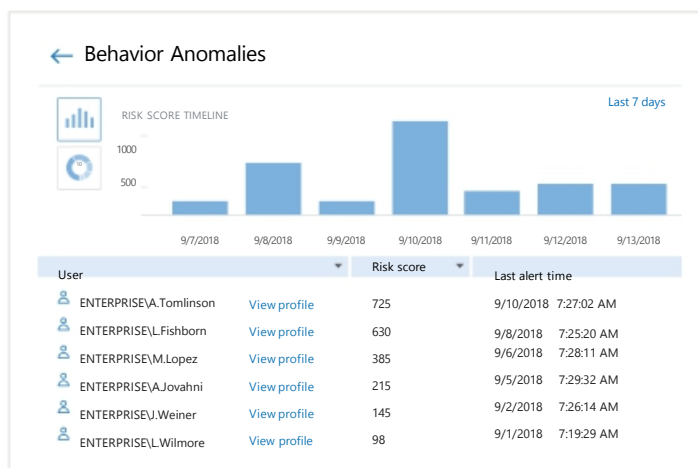 ← Behavior Anomalies
Last 7 days
RISK SCORE TIMELINE
1000
500
9/7/2018 9/8/2018 9/9/2018 9/10/2018 9/11/2018 9/12/2018 9/13/2018
User Risk score Last alert time
ENTERPRISE\A.Tomlinson View profile 725 9/10/2018 7:27:02 AM
ENTERPRISE\L.Fishborn View profile 630 9/8/2018 7:25:20 AM
ENTERPRISE\M.Lopez View profile 385 9/6/2018 7:28:11 AM
ENTERPRISE\A.Jovahni View profile 215 9/5/2018 7:29:32 AM
ENTERPRISE\J.Weiner View profile 145 9/2/2018 7:26:14 AM
ENTERPRISE\L.Wilmore View profile 98 9/1/2018 7:19:29 AM